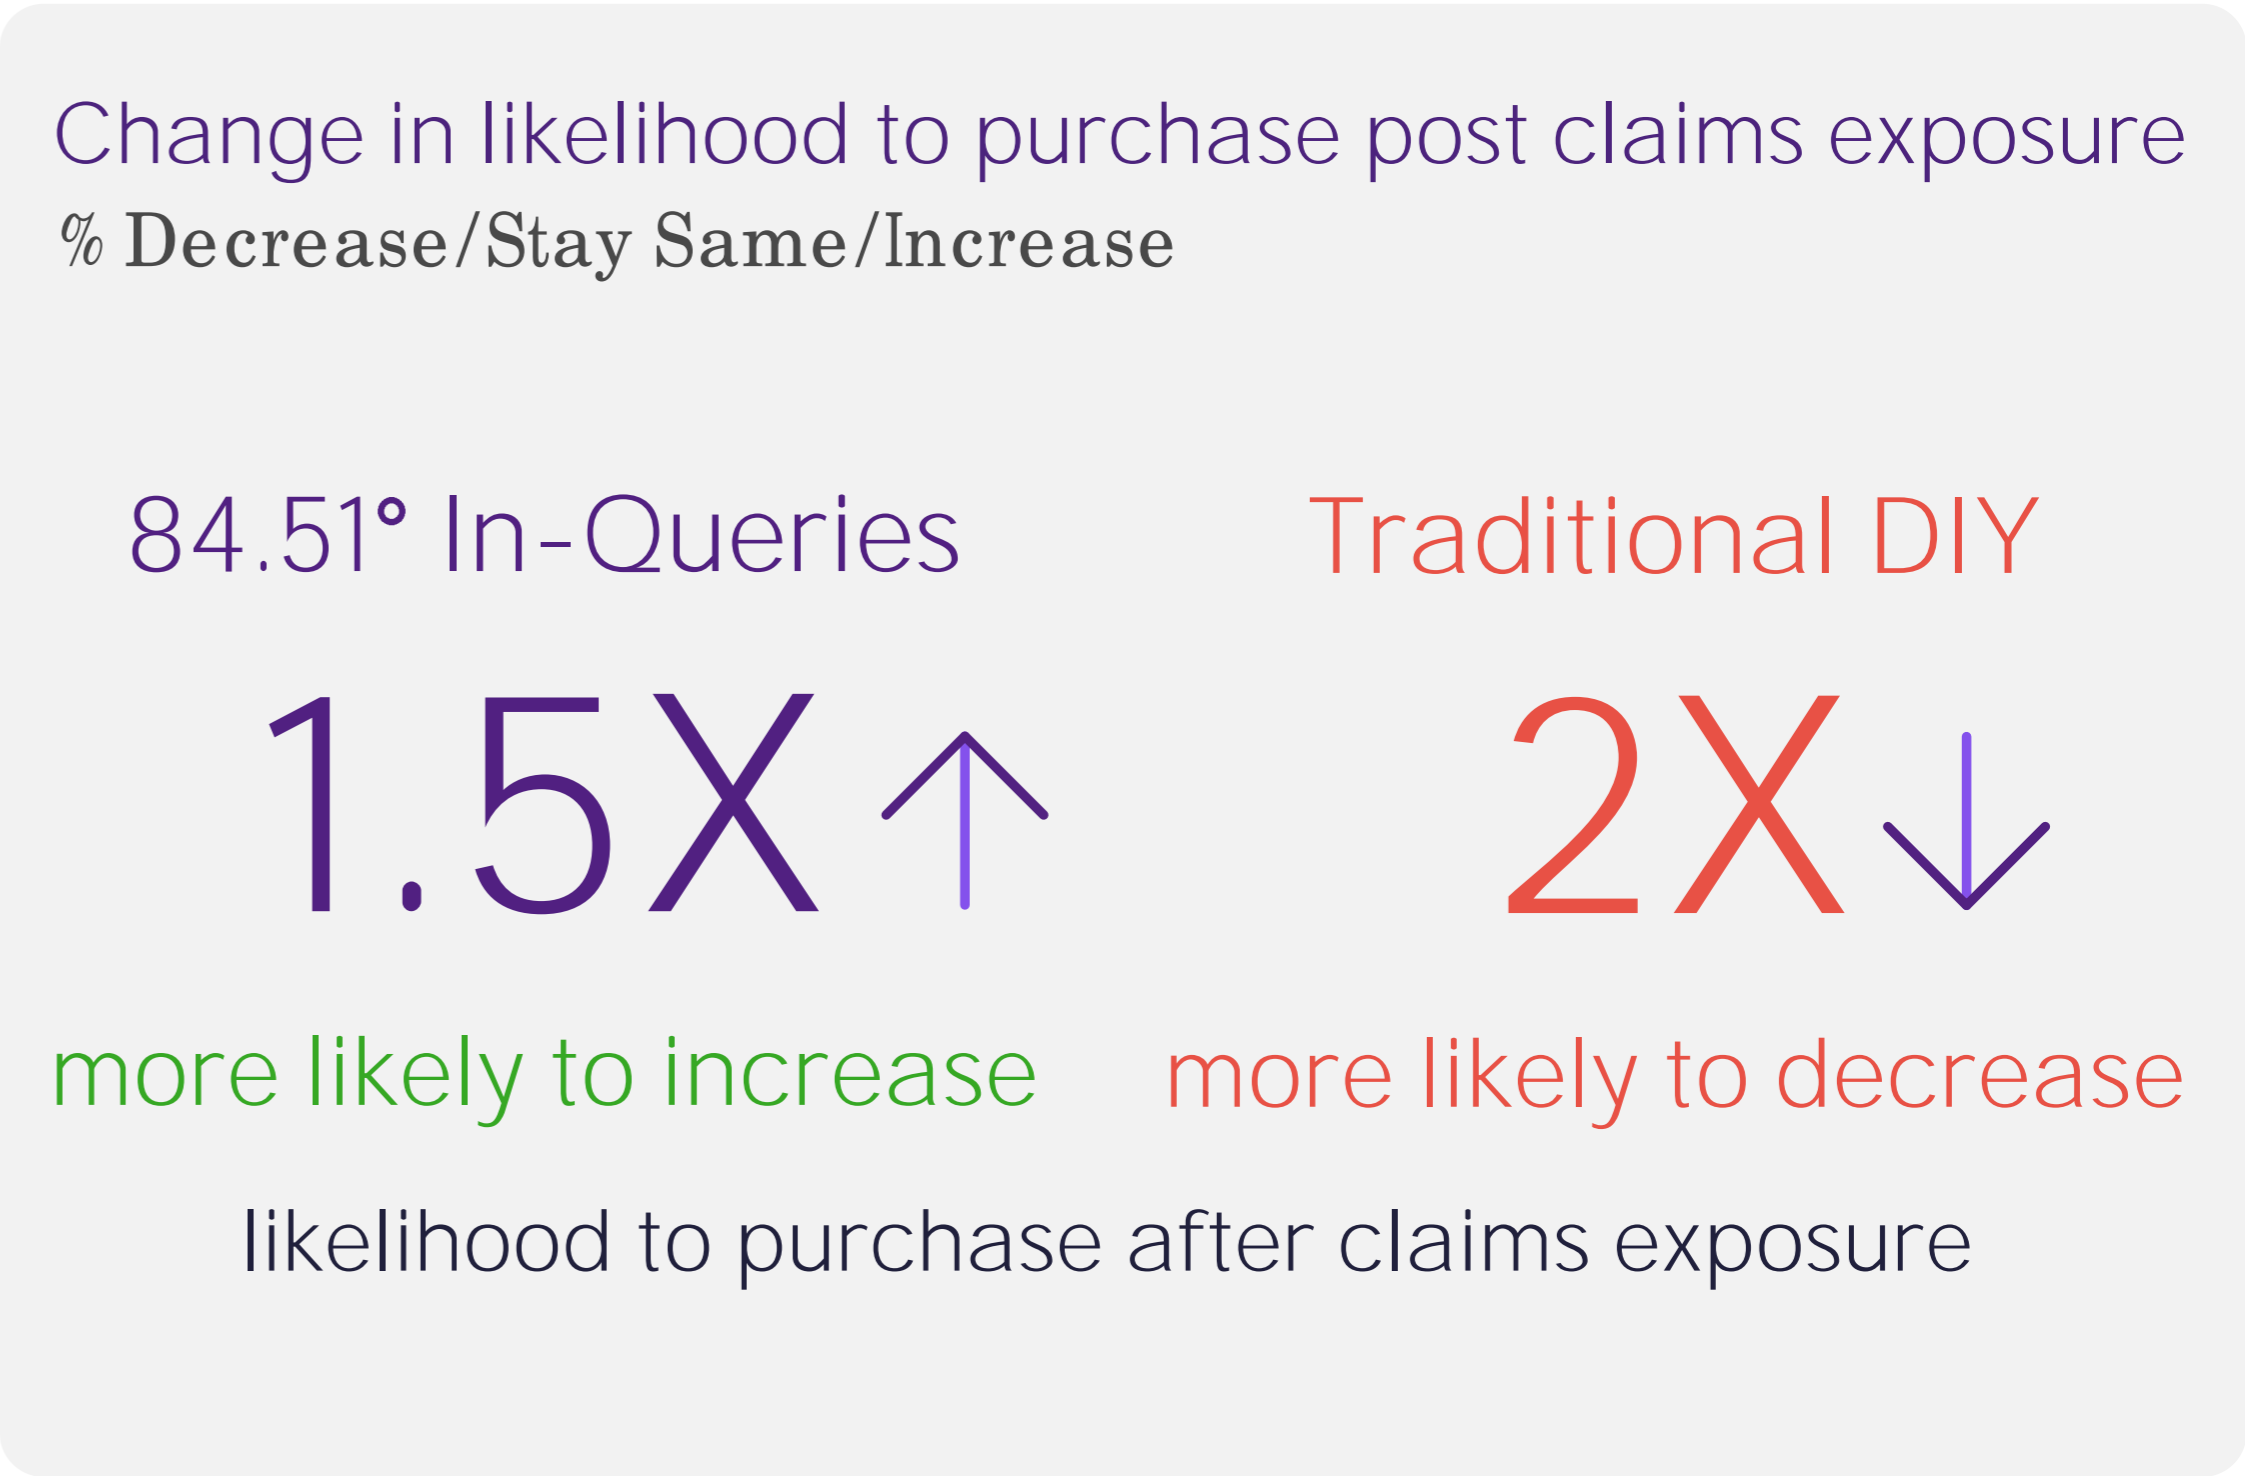 Change in likelihood to purchase post claims exposure
% Decrease/Stay Same/Increase
84.51° In-Queries
1.5X
more likely to increase
Traditional DIY
2X
more likely to decrease
likelihood to purchase after claims exposure